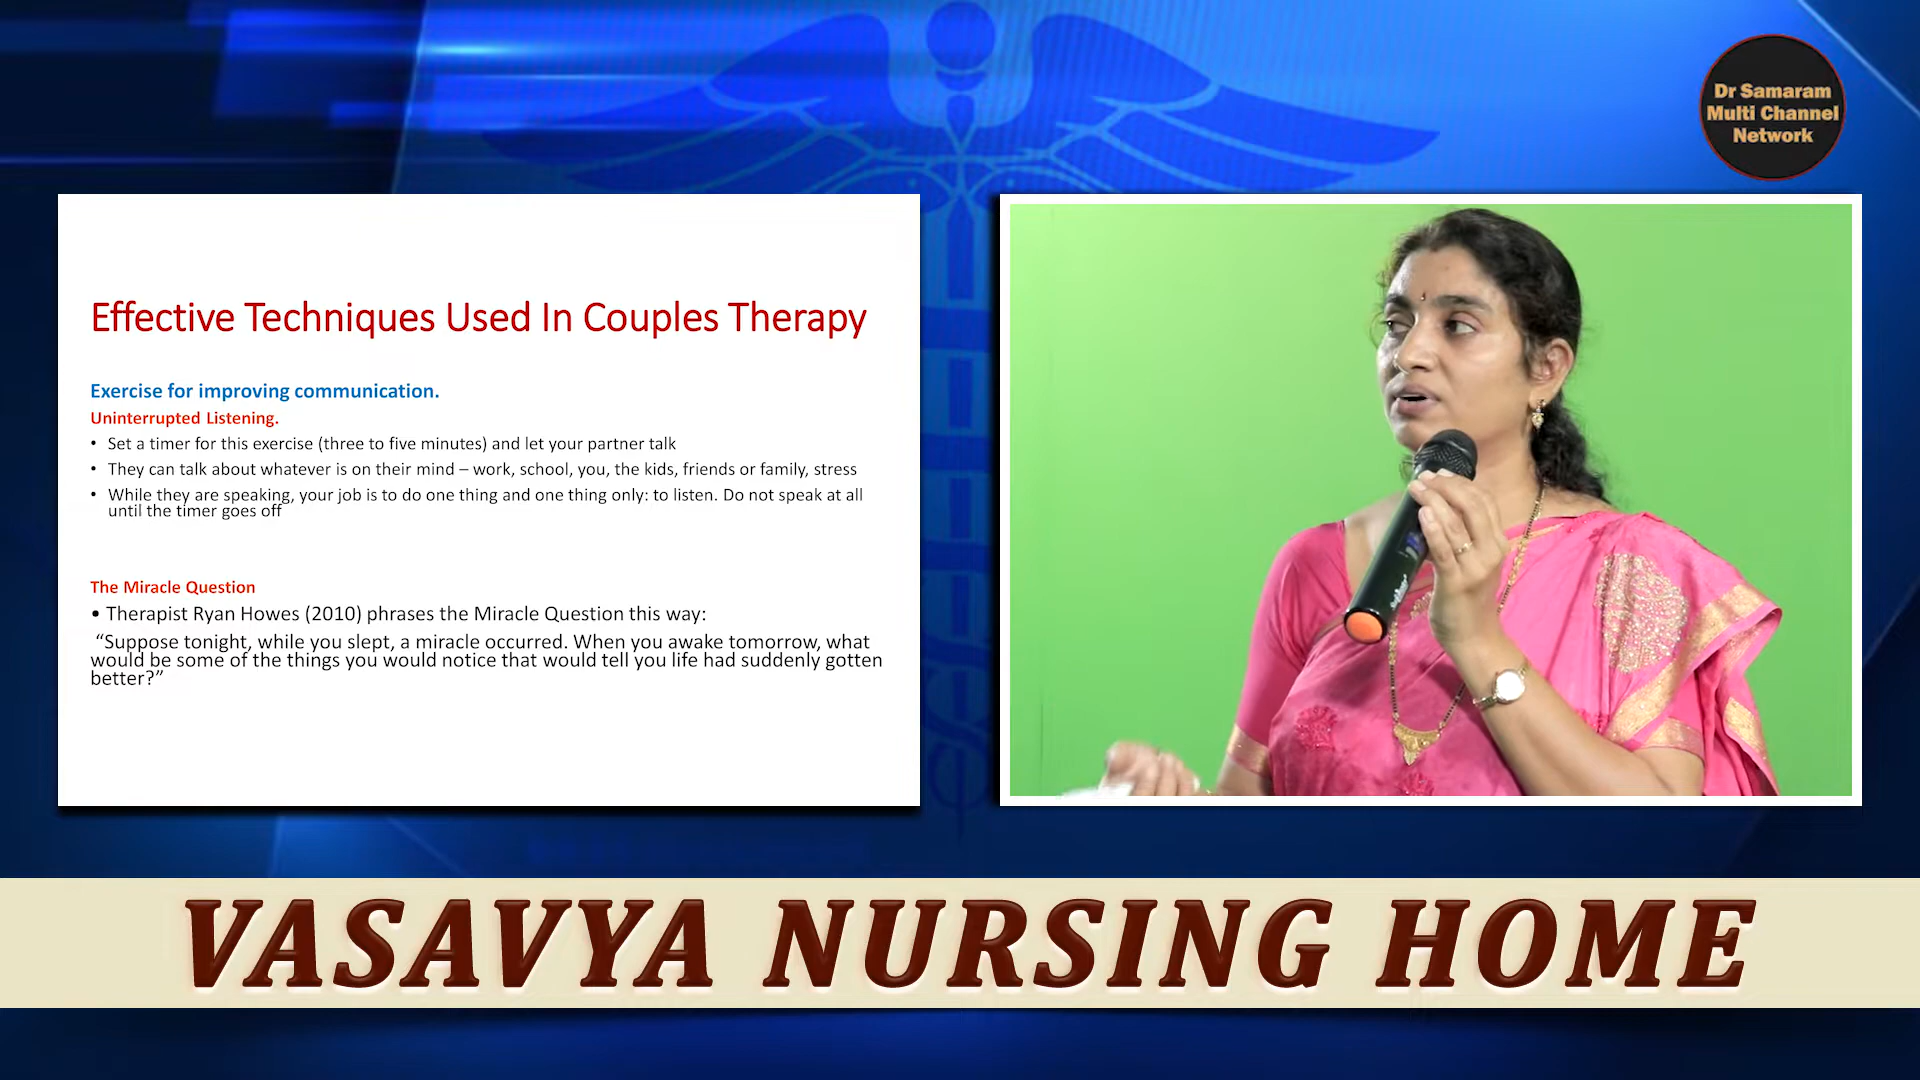 Dr Samaram
Multi Channel
Network
Effective Techniques Used In Couples Therapy
Exercise for improving communication.
Uninterrupted Listening.
• Set a timer for this exercise (three to five minutes) and let your partner talk
• They can talk about whatever is on their mind – work, school, you, the kids, friends or family, stress
• While they are speaking, your job is to do one thing and one thing only: to listen. Do not speak at all
until the timer goes off
The Miracle Question
• Therapist Ryan Howes (2010) phrases the Miracle Question this way:
“Suppose tonight, while you slept, a miracle occurred. When you awake tomorrow, what
would be some of the things you would notice that would tell you life had suddenly gotten
better?”
VASAVYA NURSING HOME